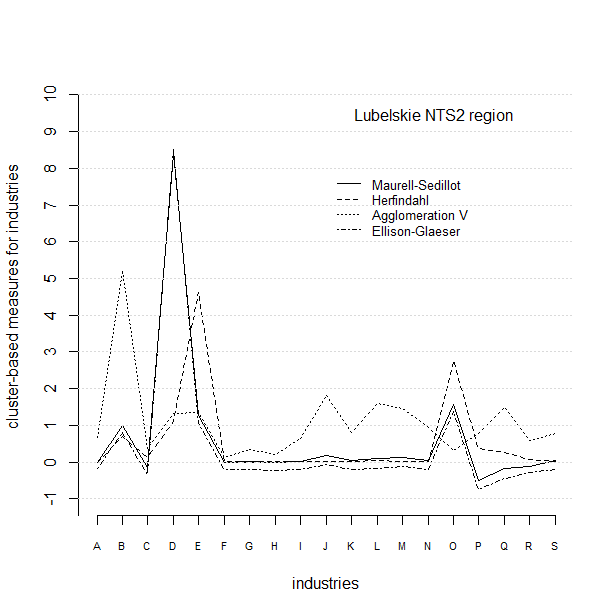 Lubelskie NTS2 region
Maurell-Sedillot
Herfindahl
Agglomeration V
Ellison-Glaeser
cluster-based measures for industries
10
9
8
7
6
5
4
3
2
1
0
-1
A B C D E F G H I J K L M N O P Q R S
industries